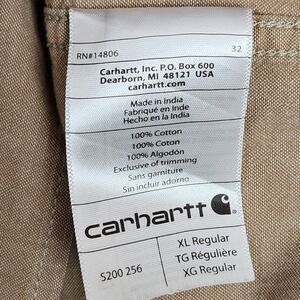 RN#14806 32
Carhartt, Inc. P.O. Box 600
Dearborn, MI 48121 USA
carhartt.com
Made in India
Fabriqué en Inde
Hecho en la India
100% Cotton
100% Coton
100% Algodón
Exclusive of trimming
Sans garniture
Sin incluir adorno
carhartt
S200 256
XL Regular
TG Régulière
XG Regular